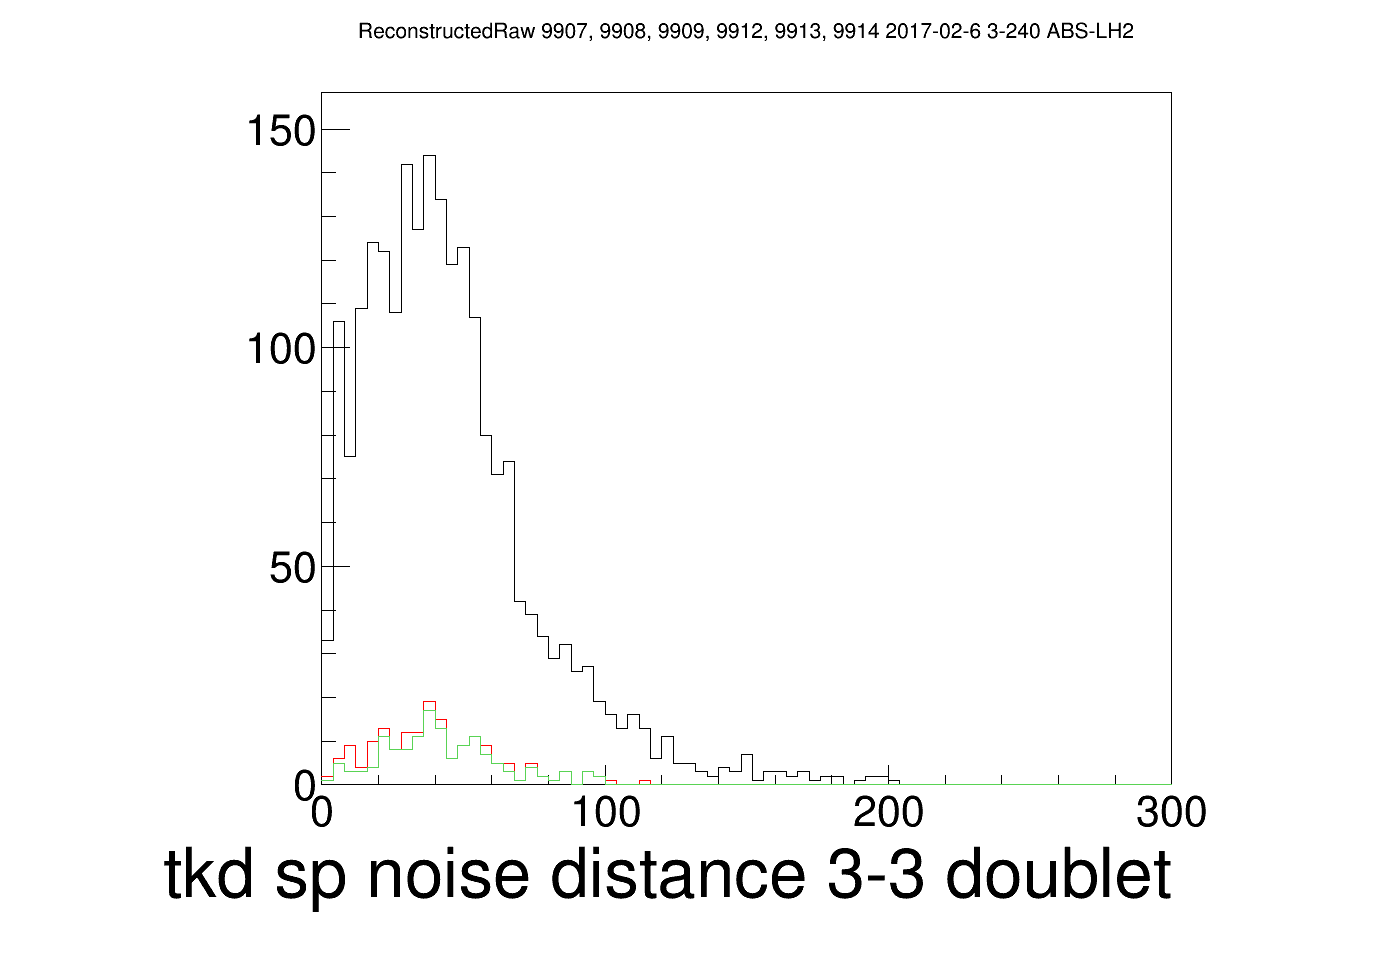 ReconstructedRaw 9907, 9908, 9909, 9912, 9913, 9914 2017-02-6 3-240 ABS-LH2
150
100
50
0
0 100 200 300
tkd sp noise distance 3-3 doublet